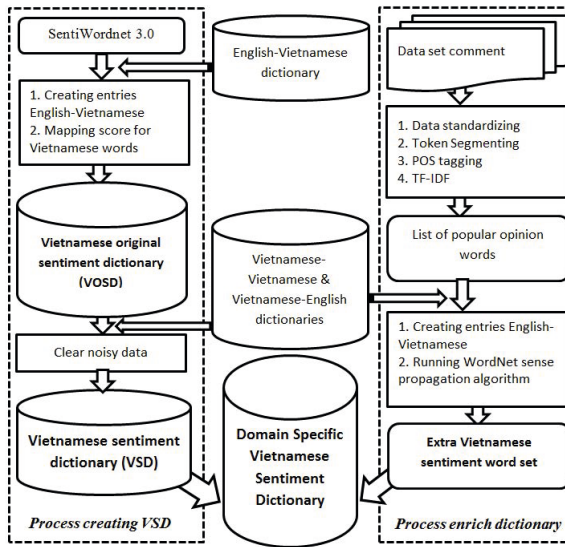 SentiWordnet 3.0
1. Creating entries
English-Vietnamese
2. Mapping score for
Vietnamese words
Vietnamese original
sentiment dictionary
(VOSD)
Clear noisy data
Vietnamese sentiment
dictionary (VSD)
Process creating VSD
English-Vietnamese
dictionary
Vietnamese-
Vietnamese &
Vietnamese-English
dictionaries
Domain Specific
Vietnamese
Sentiment
Dictionary
Data set comment
1. Data standardizing
2. Token Segmenting
3. POS tagging
4. TF-IDF
List of popular opinion
words
1. Creating entries English-
Vietnamese
2. Running WordNet sense
propagation algorithm
Extra Vietnamese
sentiment word set
Process enrich dictionary